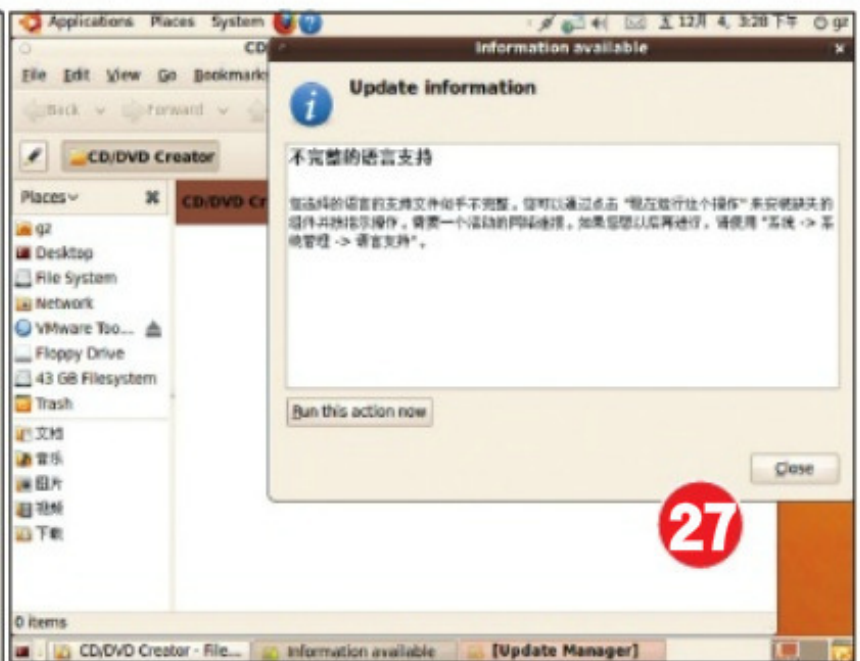 Applications Places System
五 12月 4, 3:28 下午 gz
CD
Information available
File Edit View Go Bookmarks
Back Forward
Update information
CD/DVD Creator
不完整的语言支持
您选择的语言的支持文件似乎不完整，您可以通过点击 “现在运行这个操作” 来安装缺失的
组件并按指示操作，需要一个活动的网络连接，如果您想以后再进行，请使用 “系统 -> 系
统管理 -> 语言支持”。
Places
CD/DVD Cr
gz
Desktop
File System
Network
VMware Too...
Floppy Drive
43 GB Filesystem
Trash
文档
音乐
图片
视频
下载
Run this action now
Close
27
0 items
CD/DVD Creator - File...
Information available
[Update Manager]